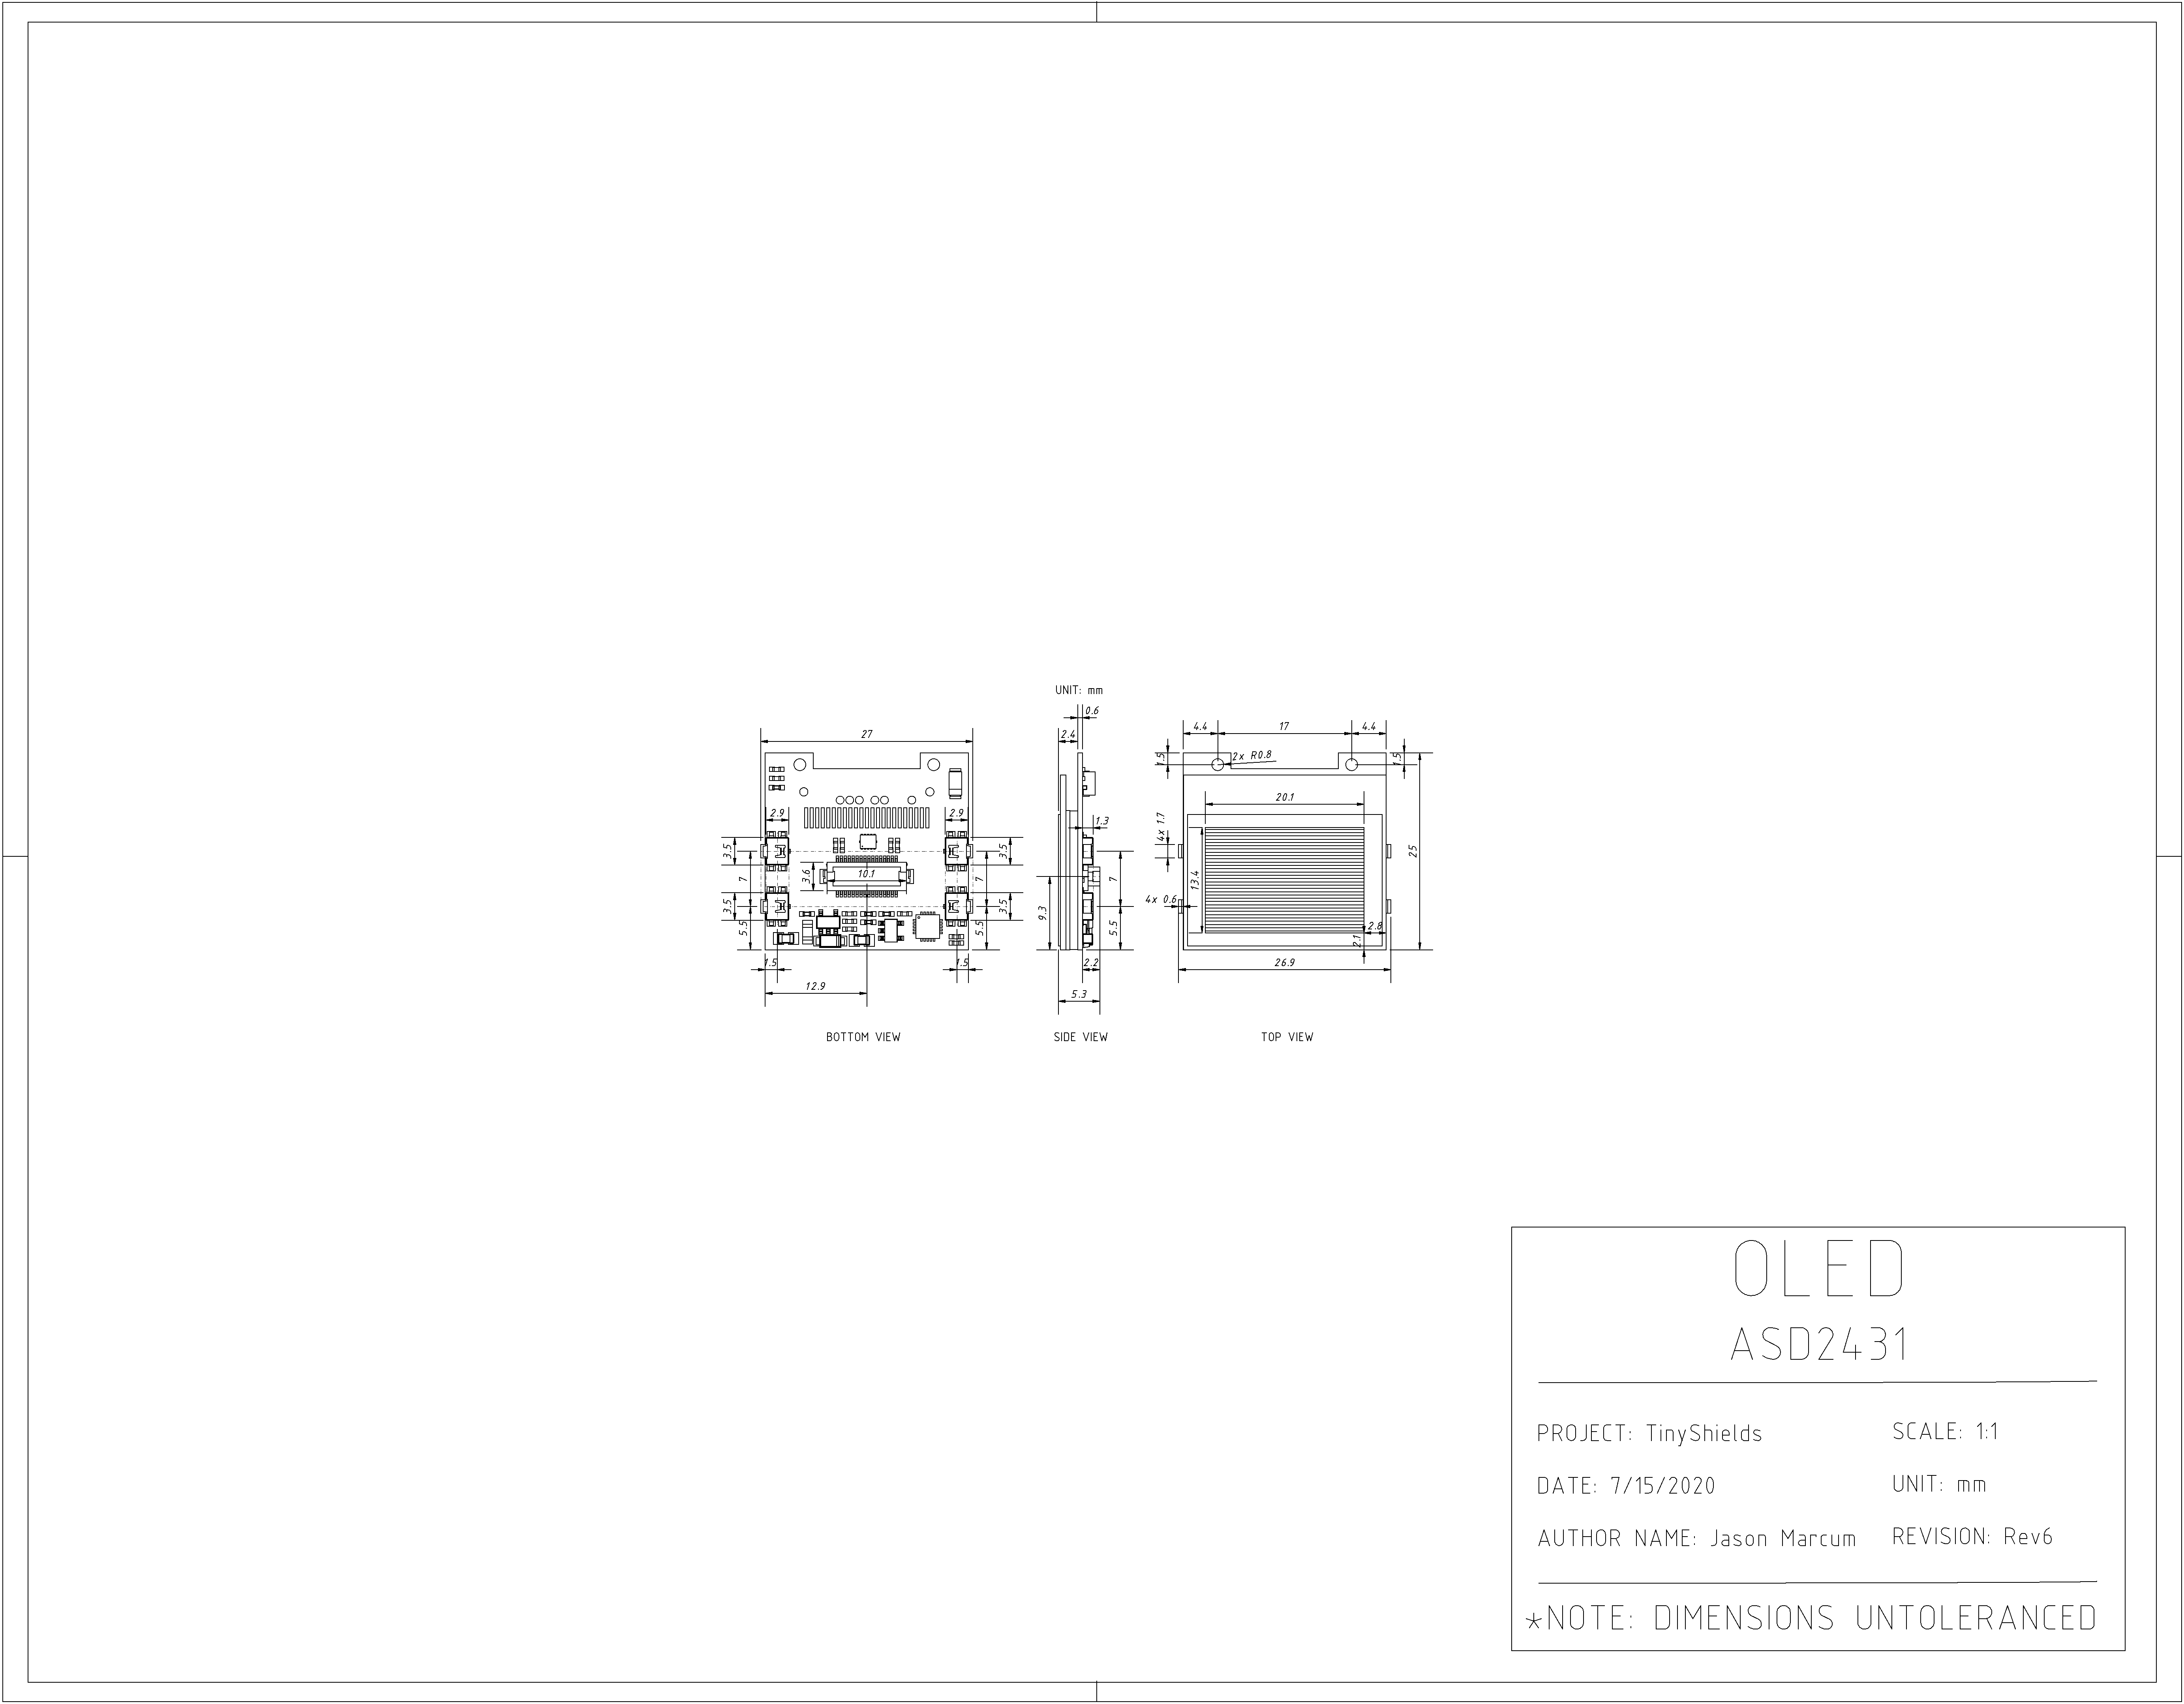 UNIT: mm
27
2.9
2.9
3.5
7
3.5
5.5
3.6
10.1
3.5
7
3.5
5.5
1.5
1.5
12.9
BOTTOM VIEW
0.6
2.4
1.3
7
9.3
5.5
2.2
5.3
SIDE VIEW
4.4
17
4.4
1.5
2x R0.8
1.5
20.1
4x 1.7
13.4
25
4x 0.6
2.8
2.1
26.9
TOP VIEW
OLED
ASD2431
PROJECT: TinyShields
SCALE: 1:1
DATE: 7/15/2020
UNIT: mm
AUTHOR NAME: Jason Marcum
REVISION: Rev6
*NOTE: DIMENSIONS UNTOLERANCED